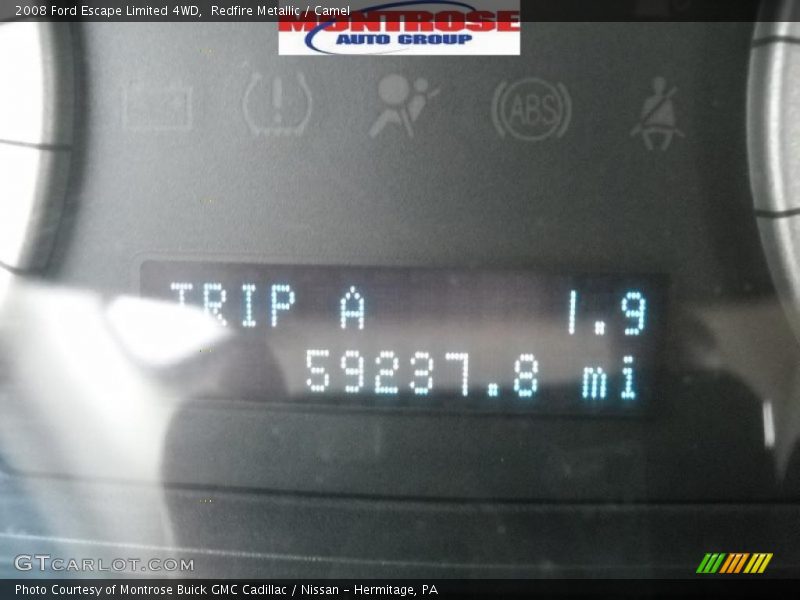 2008 Ford Escape Limited 4WD,  Redfire Metallic / Camel
MONTROSE
AUTO GROUP
ABS
TRIP A 1.9
59237.8 mi
GTCARLOT.COM
Photo Courtesy of Montrose Buick GMC Cadillac / Nissan - Hermitage, PA